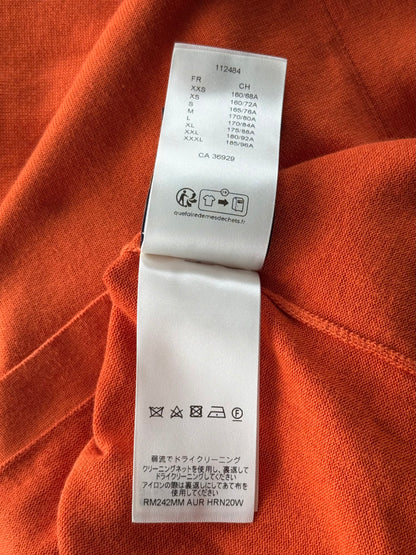 112484
FR CH
XXS 160/68A
XS 160/72A
S 165/76A
M 170/80A
L 170/84A
XL 175/88A
XXL 180/92A
XXXL 185/96A
CA 36929
quefairedemesdechets.fr
弱流でドライクリーニング
クリーニングネットを使用し、裏返して
ドライクリーニングしてください
アイロンの際は裏返しにしてあて布を
使用してください
RM242MM AUR HRN20W